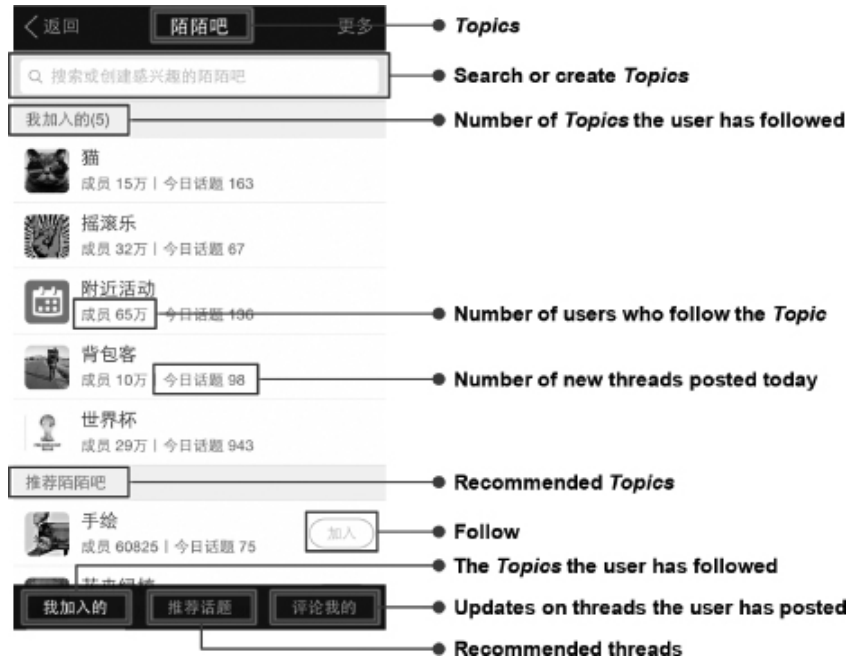 返回 陌陌吧 更多
Topics
搜索或创建感兴趣的陌陌吧
Search or create Topics
我加入的(5)
Number of Topics the user has followed
猫
成员 15万 | 今日话题 163
摇滚乐
成员 32万 | 今日话题 67
附近活动
成员 65万 | 今日话题 136
Number of users who follow the Topic
背包客
成员 10万 | 今日话题 98
Number of new threads posted today
世界杯
成员 29万 | 今日话题 943
推荐陌陌吧
Recommended Topics
手绘
成员 60825 | 今日话题 75
加入
Follow
The Topics the user has followed
我加入的 推荐话题 评论我的
Updates on threads the user has posted
Recommended threads